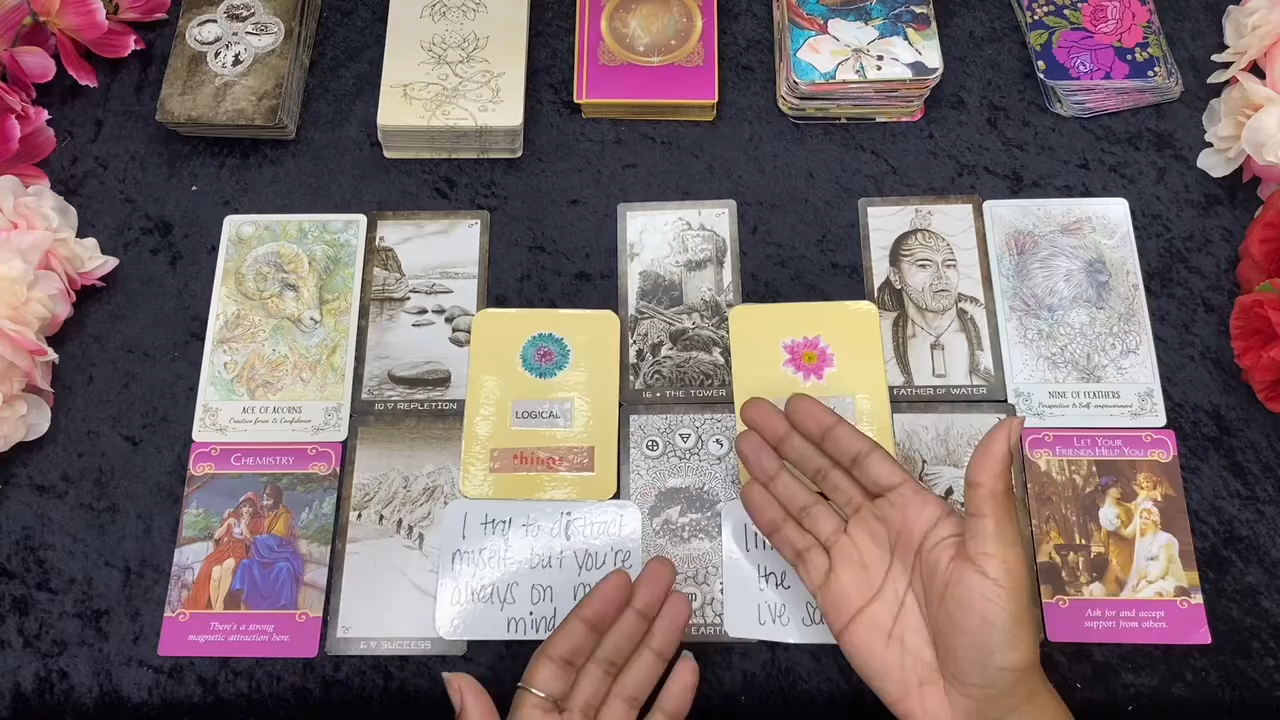 16 • THE TOWER
FATHER OF WATER
NINE OF FEATHERS
Perspective & Self-empowerment
ACE OF ACORNS
Creative force & Confidence
10 ▽ REPLETION
LOGICAL
things
CHEMISTRY
There's a strong
magnetic attraction here.
LET YOUR
FRIENDS HELP YOU
Ask for and accept
support from others.
I try to distract
myself, but you're
always on
mind
the
I've
6 ▽ SUCCESS
EARTH